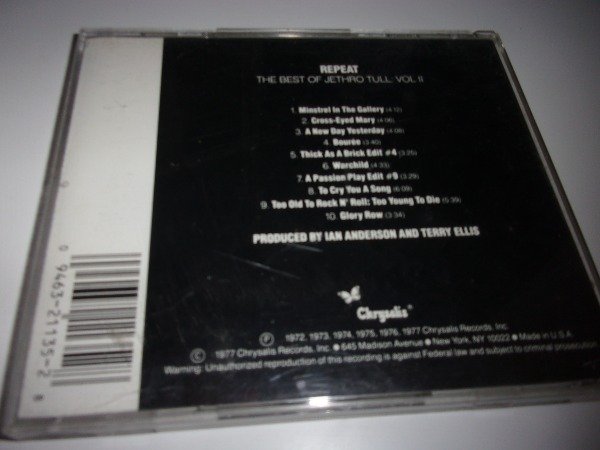 REPEAT
THE BEST OF JETHRO TULL: VOL II
1. Minstrel In The Gallery (4:12)
2. Cross-Eyed Mary (4:06)
3. A New Day Yesterday (4:08)
4. Bourée (3:40)
5. Thick As A Brick Edit #4 (3:25)
6. Warchild (4:33)
7. A Passion Play Edit #9 (3:29)
8. To Cry You A Song (6:09)
9. Too Old To Rock N' Roll: Too Young To Die (5:39)
10. Glory Row (3:34)
PRODUCED BY IAN ANDERSON AND TERRY ELLIS
Chrysalis®
℗ 1972, 1973, 1974, 1975, 1976, 1977 Chrysalis Records, Inc.
© 1977 Chrysalis Records, Inc. • 645 Madison Avenue • New York, NY 10022 • Made in U.S.A.
Warning: Unauthorized reproduction of this recording is against Federal law and subject to criminal prosecution.
0 9463-21135-2 8